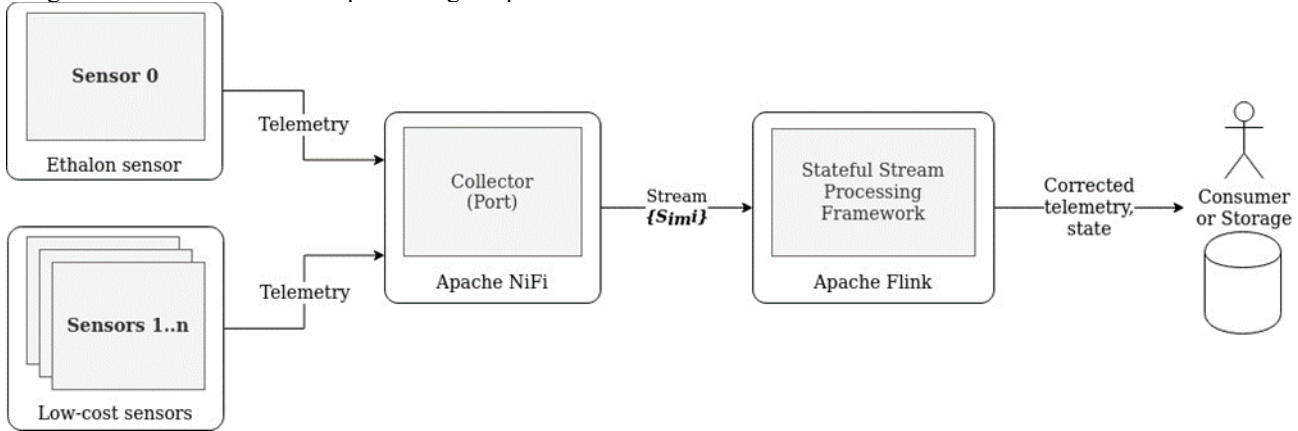 Sensor 0
Ethalon sensor
Telemetry
Sensors 1..n
Low-cost sensors
Telemetry
Collector
(Port)
Apache NiFi
Stream
{Simi}
Stateful Stream
Processing
Framework
Apache Flink
Corrected
telemetry,
state
Consumer
or Storage